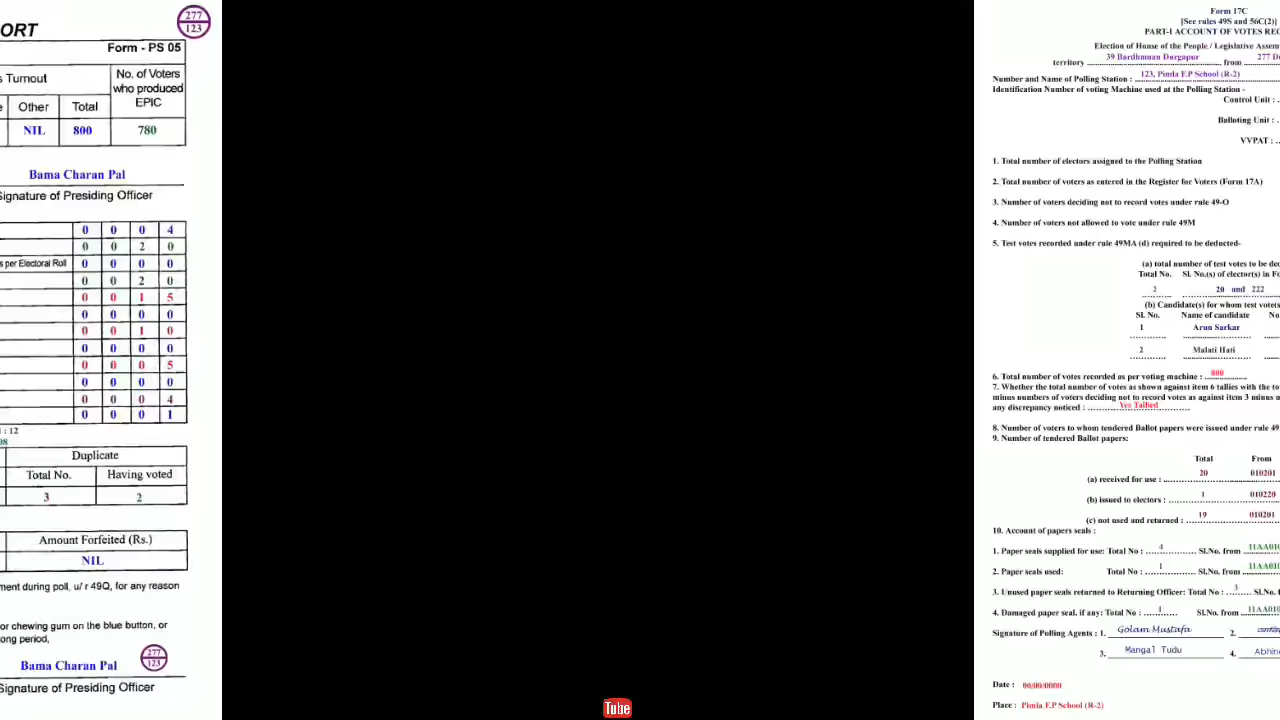 ORT
277
123
Form - PS 05
s Turnout
No. of Voters who produced EPIC
Other Total
NIL 800 780
Bama Charan Pal
Signature of Presiding Officer
0 0 0 4
0 0 2 0
s per Electoral Roll 0 0 0 0
0 0 2 0
0 0 1 5
0 0 0 0
0 0 1 0
0 0 0 0
0 0 0 5
0 0 0 0
0 0 0 4
0 0 0 1
: 12
08
Duplicate
Total No. Having voted
3 2
Amount Forfeited (Rs.)
NIL
ment during poll, u/ r 49Q, for any reason
or chewing gum on the blue button, or
ong period,
277
123
Bama Charan Pal
Signature of Presiding Officer
Tube
Form 17C
[See rules 49S and 56C(2)]
PART-I ACCOUNT OF VOTES REC
Election of House of the People / Legislative Assem
39 Bardhman Durgapur 277 D
territory from
123, Pimla F.P School (R-2)
Number and Name of Polling Station :
Identification Number of voting Machine used at the Polling Station -
Control Unit :
Balloting Unit :
VVPAT :
1. Total number of electors assigned to the Polling Station
2. Total number of voters as entered in the Register for Voters (Form 17A)
3. Number of voters deciding not to record votes under rule 49-O
4. Number of voters not allowed to vote under rule 49M
5. Test votes recorded under rule 49MA (d) required to be deducted-
(a) total number of test votes to be dec
Total No. Sl. No.(s) of elector(s) in Fo
2 20 and 222
(b) Candidate(s) for whom test vote(s
Sl. No. Name of candidate No
1 Arun Sarkar
2 Malati Hati
6. Total number of votes recorded as per voting machine : 800
7. Whether the total number of votes as shown against item 6 tallies with the to
minus numbers of voters deciding not to record votes as against item 3 minus n
any discrepancy noticed : Yes Tallied
8. Number of voters to whom tendered Ballot papers were issued under rule 49
9. Number of tendered Ballot papers:
Total From
(a) received for use : 20 010201
(b) issued to electors : 1 010220
(c) not used and returned : 19 010201
10. Account of papers seals :
1. Paper seals supplied for use: Total No : 4 Sl.No. from 11AA010
2. Paper seals used: Total No : 1 Sl.No. from 11AA010
3. Unused paper seals returned to Returning Officer: Total No : 3 Sl.No. f
4. Damaged paper seal, if any: Total No : 1 Sl.No. from 11AA010
Signature of Polling Agents : 1. Golam Mustafa 2.
3. Mangal Tudu 4. Abhin
Date : 00/00/0000
Place : Pimla F.P School (R-2)